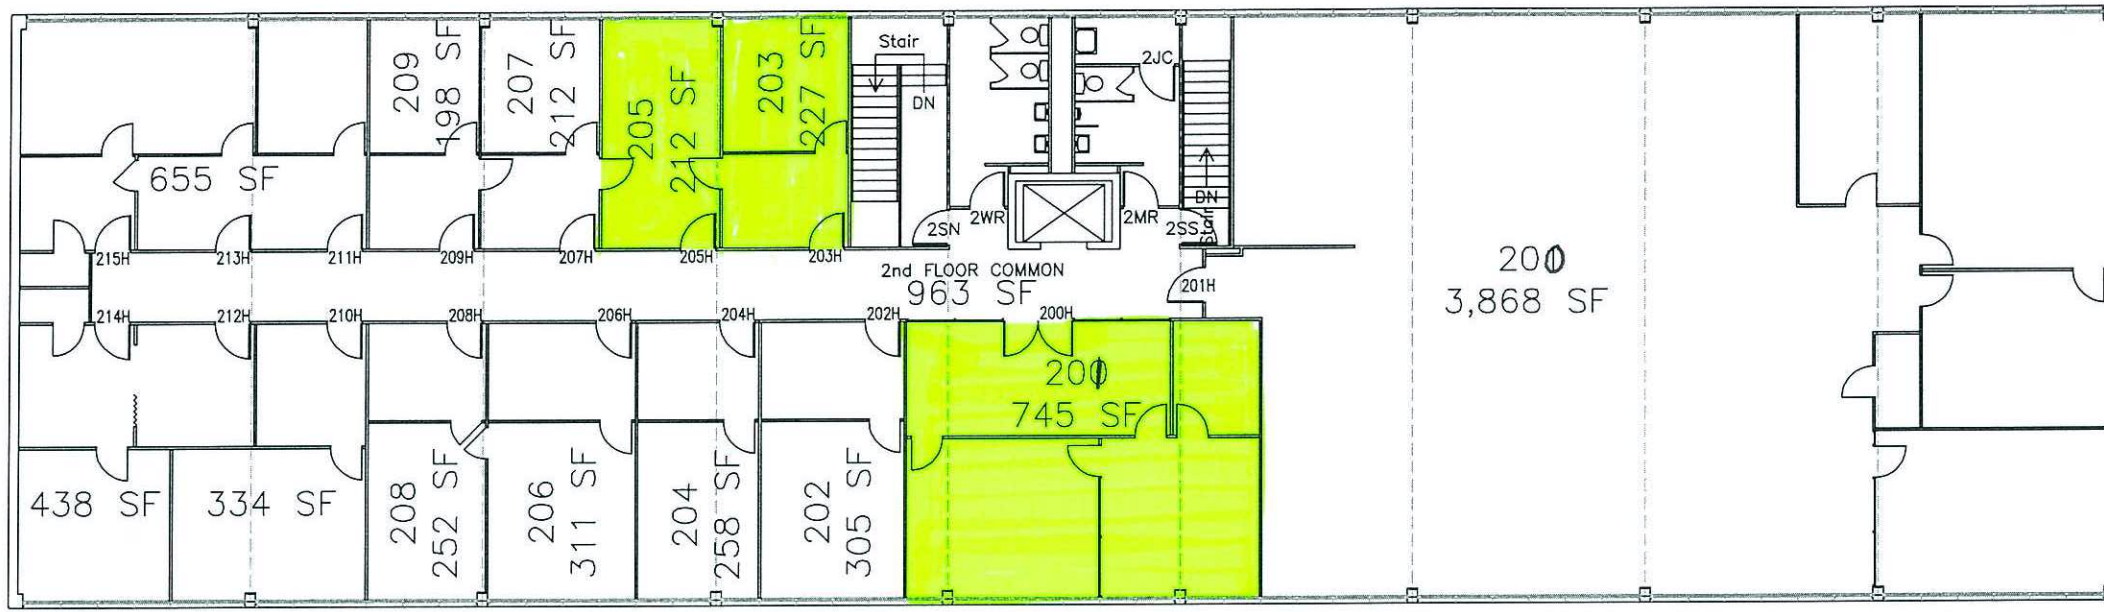 209
198 SF
207
212 SF
205
212 SF
203
227 SF
Stair
DN
2JC
DN
Stair
655 SF
2SN
2WR
2MR
2SS
215H
213H
211H
209H
207H
205H
203H
2nd FLOOR COMMON
963 SF
201H
200
3,868 SF
214H
212H
210H
208H
206H
204H
202H
200H
200
745 SF
438 SF
334 SF
208
252 SF
206
311 SF
204
258 SF
202
305 SF